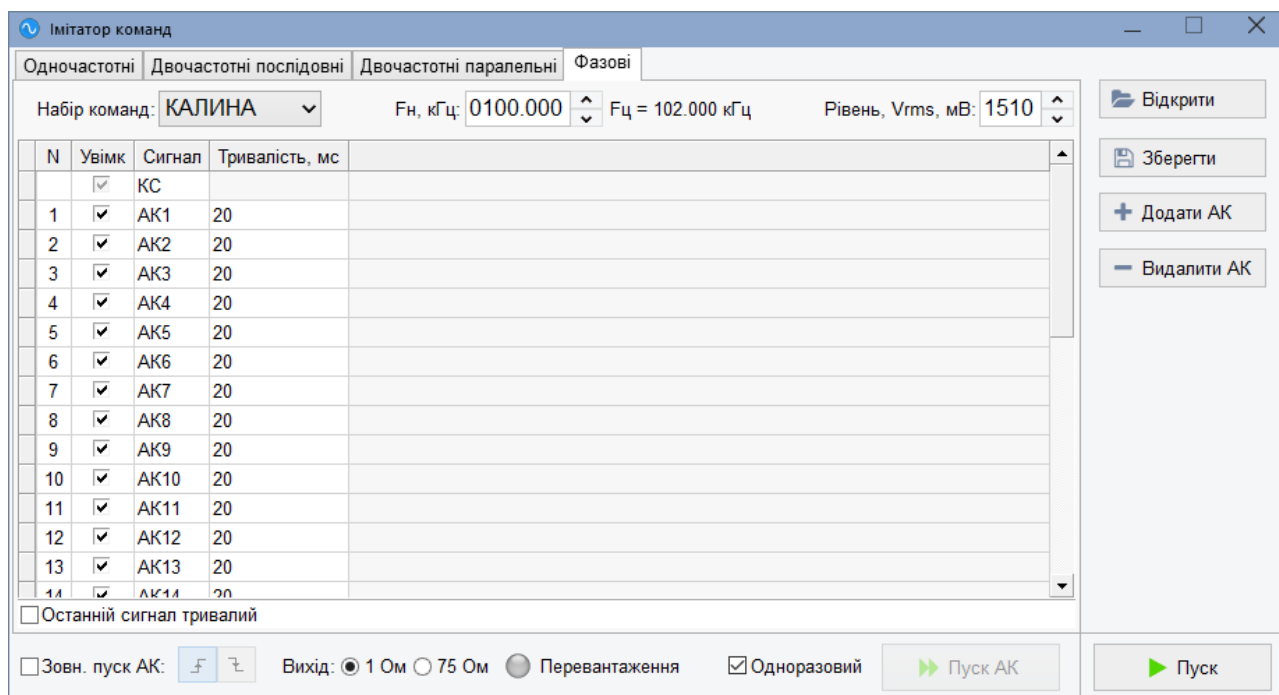 Імітатор команд
Одночастотні Двочастотні послідовні Двочастотні паралельні Фазові
Набір команд: КАЛИНА Fн, кГц: 0100.000 Fц = 102.000 кГц Рівень, Vrms, мВ: 1510
Відкрити
Зберегти
Додати АК
Видалити АК
N Увімк Сигнал Тривалість, мс
КС
1 АК1 20
2 АК2 20
3 АК3 20
4 АК4 20
5 АК5 20
6 АК6 20
7 АК7 20
8 АК8 20
9 АК9 20
10 АК10 20
11 АК11 20
12 АК12 20
13 АК13 20
14 АК14 20
Останній сигнал тривалий
Зовн. пуск АК: Вихід: 1 Ом 75 Ом Перевантаження Одноразовий Пуск АК Пуск